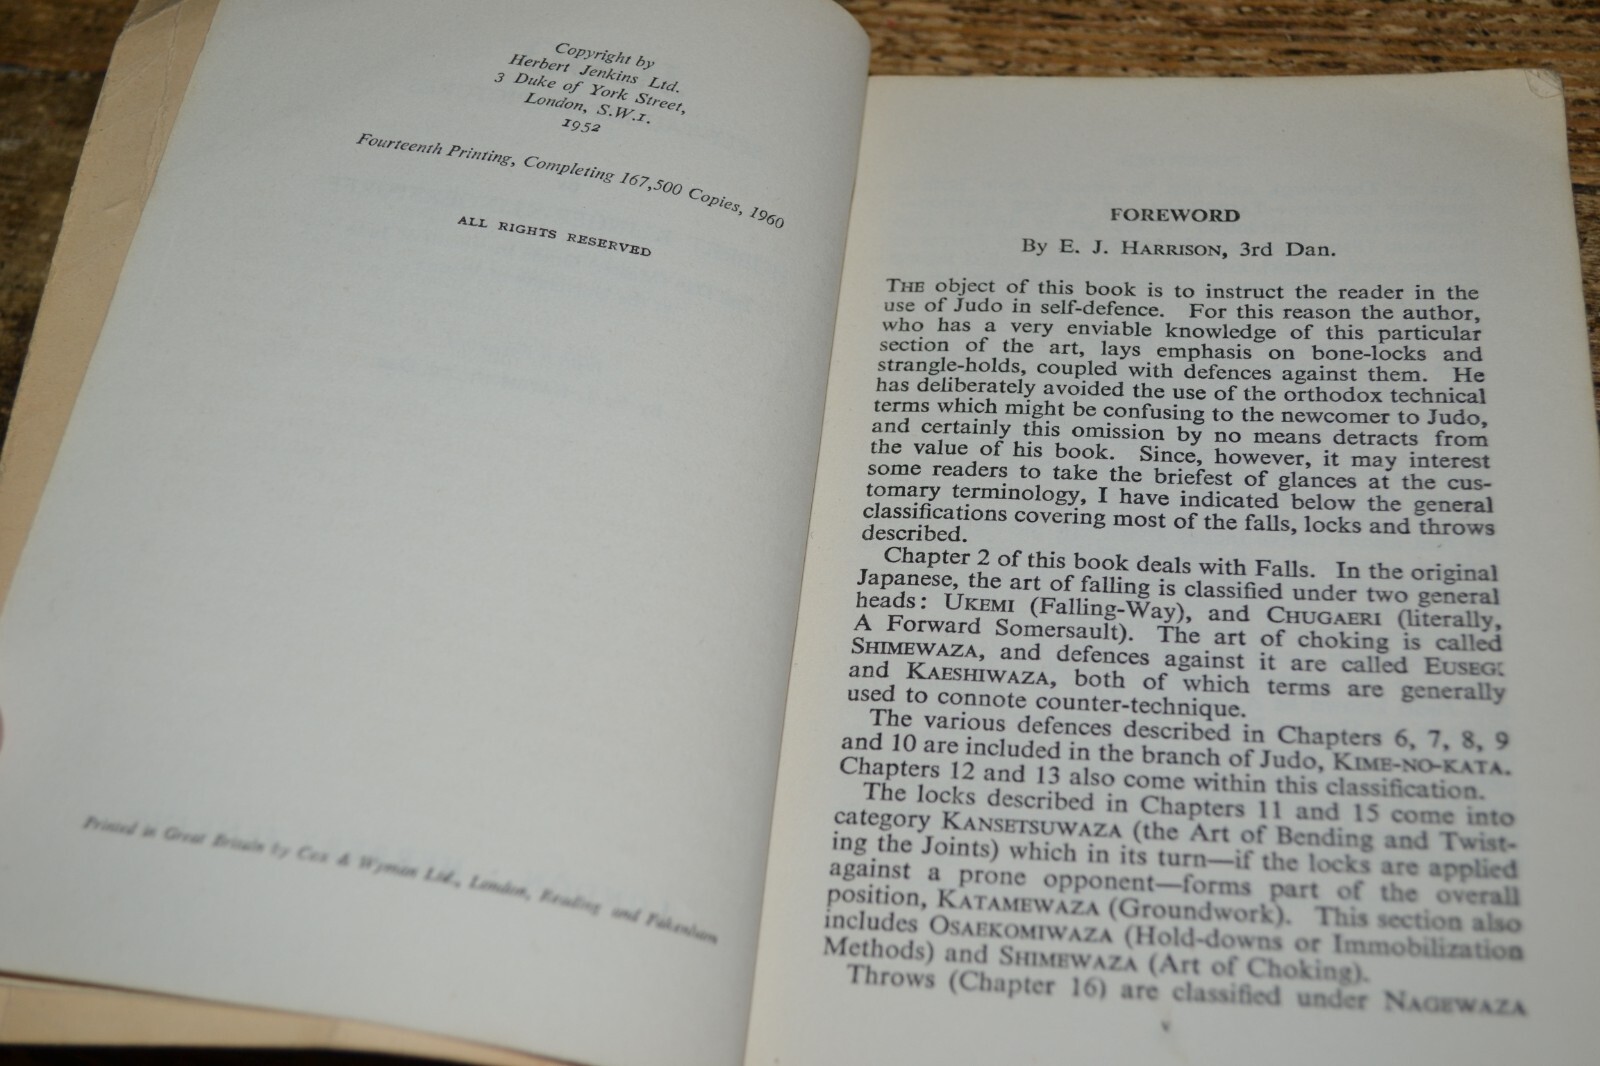 Copyright by
Herbert Jenkins Ltd.
3 Duke of York Street,
London, S.W.1.
1952
Fourteenth Printing, Completing 167,500 Copies, 1960
ALL RIGHTS RESERVED
Printed in Great Britain by Cox & Wyman Ltd., London, Reading and Fakenham
FOREWORD
By E. J. HARRISON, 3rd Dan.
THE object of this book is to instruct the reader in the
use of Judo in self-defence. For this reason the author,
who has a very enviable knowledge of this particular
section of the art, lays emphasis on bone-locks and
strangle-holds, coupled with defences against them. He
has deliberately avoided the use of the orthodox technical
terms which might be confusing to the newcomer to Judo,
and certainly this omission by no means detracts from
the value of his book. Since, however, it may interest
some readers to take the briefest of glances at the cus-
tomary terminology, I have indicated below the general
classifications covering most of the falls, locks and throws
described.
Chapter 2 of this book deals with Falls. In the original
Japanese, the art of falling is classified under two general
heads: UKEMI (Falling-Way), and CHUGAERI (literally,
A Forward Somersault). The art of choking is called
SHIMEWAZA, and defences against it are called EUSEGI
and KAESHIWAZA, both of which terms are generally
used to connote counter-technique.
The various defences described in Chapters 6, 7, 8, 9
and 10 are included in the branch of Judo, KIME-NO-KATA.
Chapters 12 and 13 also come within this classification.
The locks described in Chapters 11 and 15 come into
category KANSETSUWAZA (the Art of Bending and Twist-
ing the Joints) which in its turn—if the locks are applied
against a prone opponent—forms part of the overall
position, KATAMEWAZA (Groundwork). This section also
includes OSAEKOMIWAZA (Hold-downs or Immobilization
Methods) and SHIMEWAZA (Art of Choking).
Throws (Chapter 16) are classified under NAGEWAZA
v